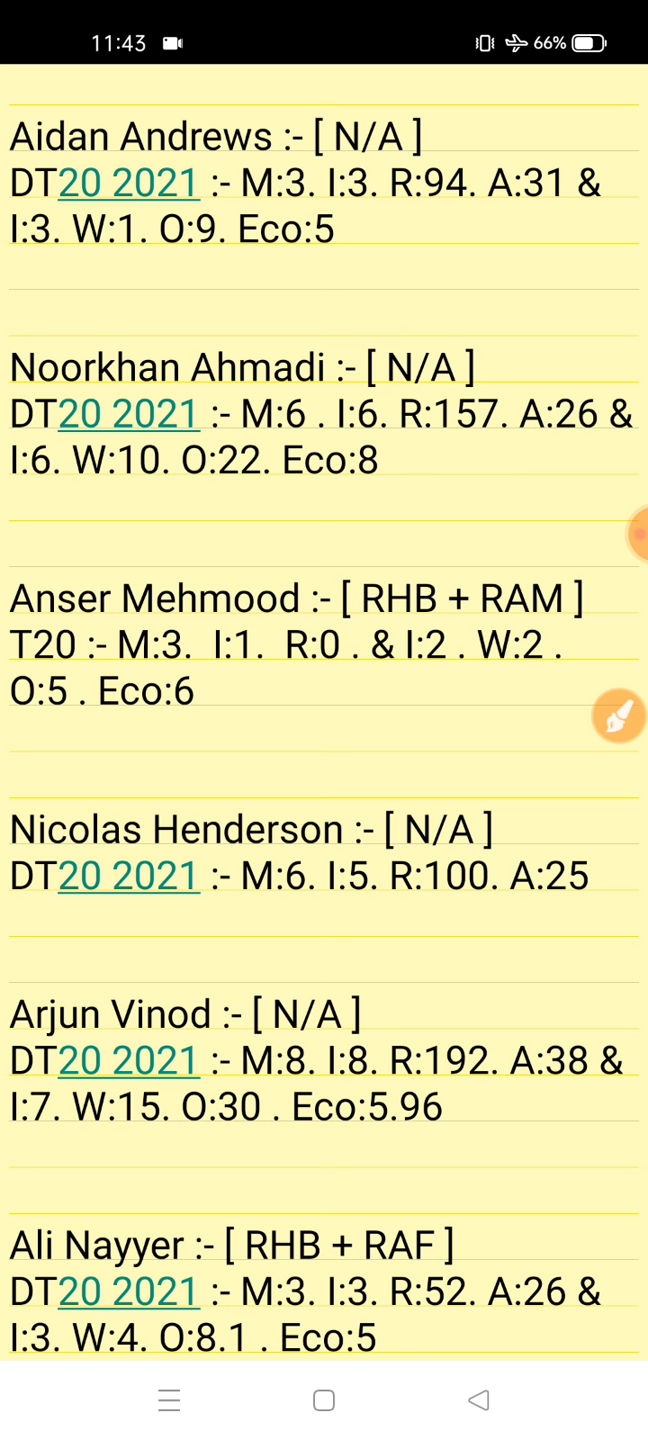 11:43
66%
Aidan Andrews :- [ N/A ]
DT20 2021 :- M:3. I:3. R:94. A:31 &
I:3. W:1. O:9. Eco:5
Noorkhan Ahmadi :- [ N/A ]
DT20 2021 :- M:6 . I:6. R:157. A:26 &
I:6. W:10. O:22. Eco:8
Anser Mehmood :- [ RHB + RAM ]
T20 :- M:3.  I:1.  R:0 . & I:2 . W:2 .
O:5 . Eco:6
Nicolas Henderson :- [ N/A ]
DT20 2021 :- M:6. I:5. R:100. A:25
Arjun Vinod :- [ N/A ]
DT20 2021 :- M:8. I:8. R:192. A:38 &
I:7. W:15. O:30 . Eco:5.96
Ali Nayyer :- [ RHB + RAF ]
DT20 2021 :- M:3. I:3. R:52. A:26 &
I:3. W:4. O:8.1 . Eco:5